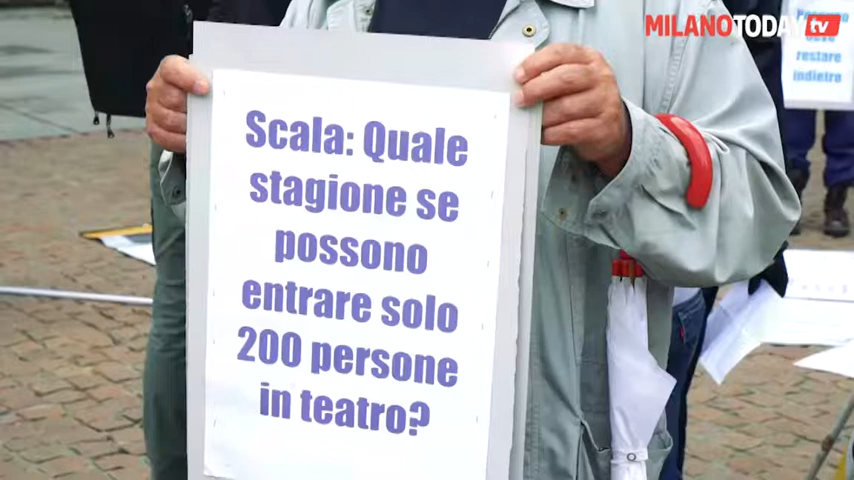 MILANOTODAY tv
restare
indietro
Scala: Quale
stagione se
possono
entrare solo
200 persone
in teatro?